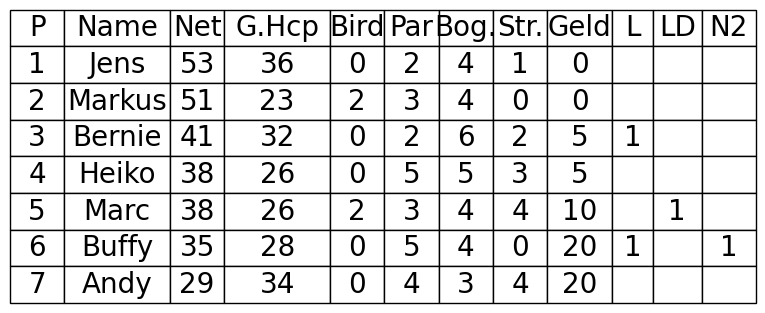 P Name Net G.Hcp Bird Par Bog. Str. Geld L LD N2
1 Jens 53 36 0 2 4 1 0
2 Markus 51 23 2 3 4 0 0
3 Bernie 41 32 0 2 6 2 5 1
4 Heiko 38 26 0 5 5 3 5
5 Marc 38 26 2 3 4 4 10 1
6 Buffy 35 28 0 5 4 0 20 1 1
7 Andy 29 34 0 4 3 4 20